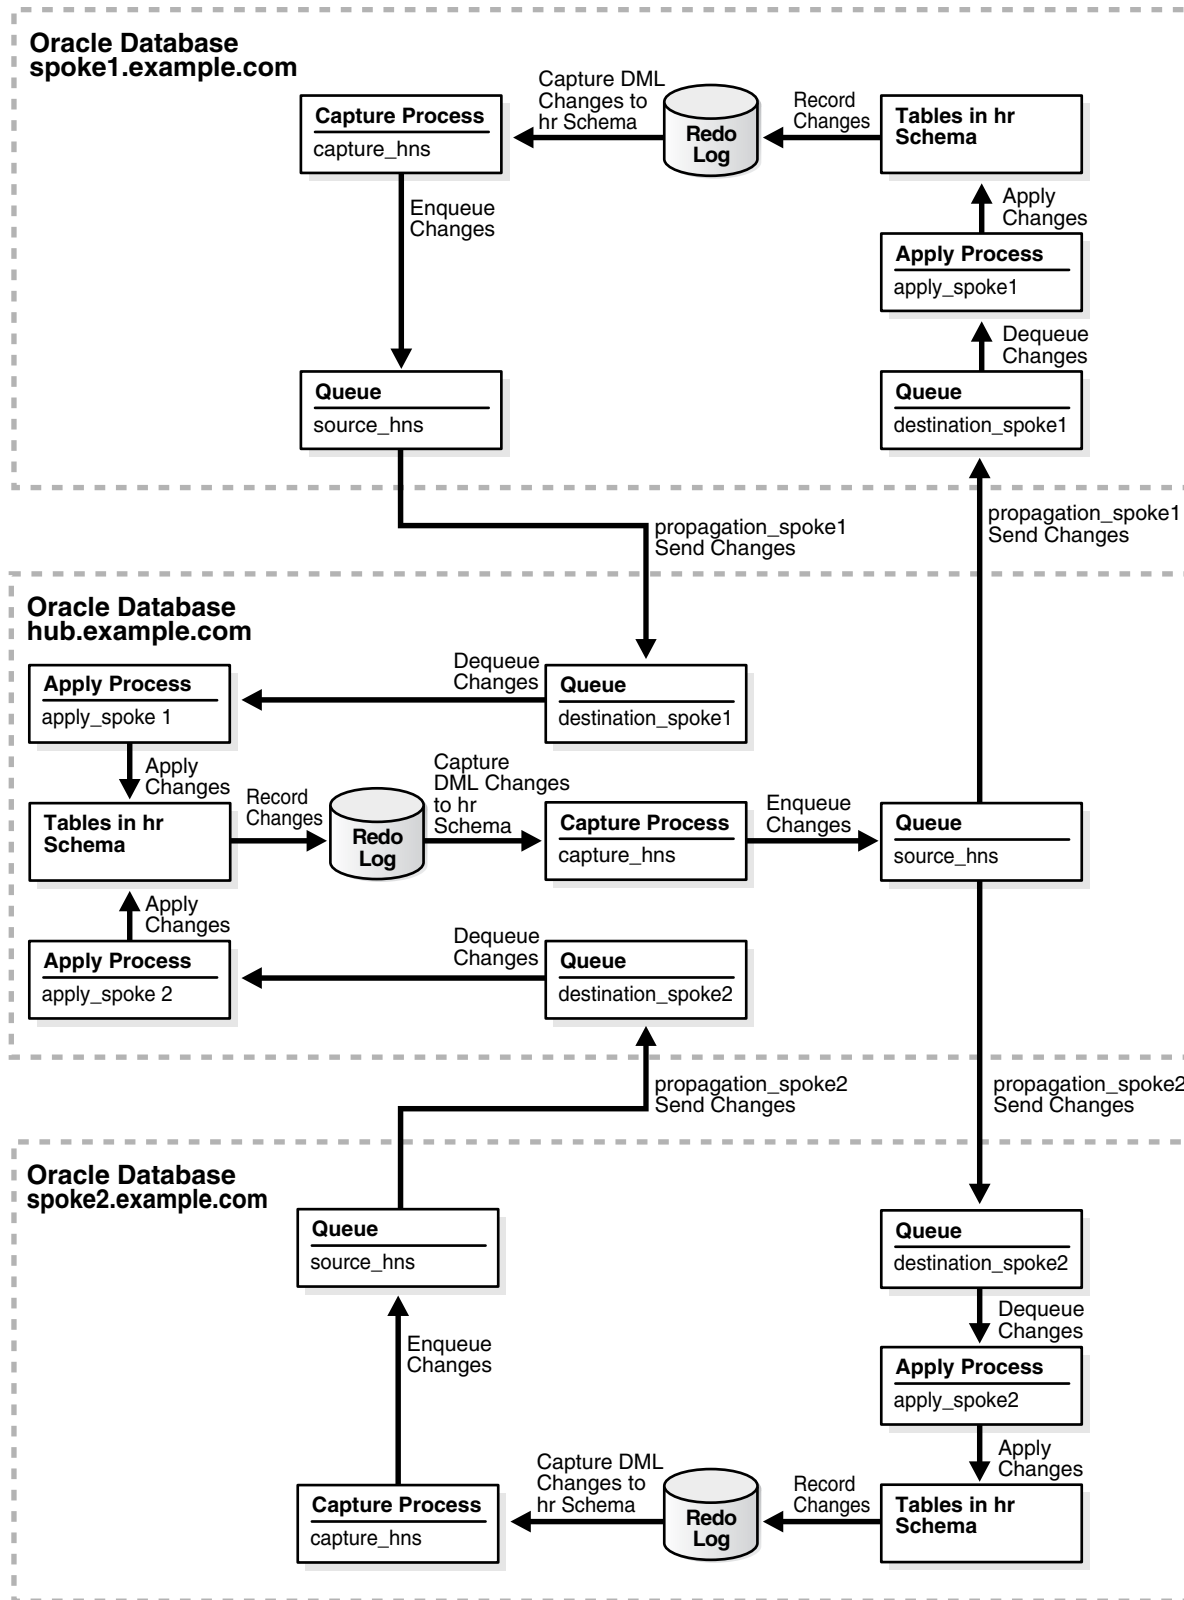 Oracle Database
spoke1.example.com
Capture Process
capture_hns
Capture DML
Changes to
hr Schema
Redo
Log
Record
Changes
Tables in hr
Schema
Enqueue
Changes
Apply
Changes
Apply Process
apply_spoke1
Dequeue
Changes
Queue
source_hns
Queue
destination_spoke1
propagation_spoke1
Send Changes
propagation_spoke1
Send Changes
Oracle Database
hub.example.com
Apply Process
apply_spoke 1
Dequeue
Changes
Queue
destination_spoke1
Apply
Changes
Tables in hr
Schema
Record
Changes
Redo
Log
Capture
DML Changes
to hr
Schema
Capture Process
capture_hns
Enqueue
Changes
Queue
source_hns
Apply
Changes
Apply Process
apply_spoke 2
Dequeue
Changes
Queue
destination_spoke2
propagation_spoke2
Send Changes
propagation_spoke2
Send Changes
Oracle Database
spoke2.example.com
Queue
source_hns
Queue
destination_spoke2
Enqueue
Changes
Dequeue
Changes
Apply Process
apply_spoke2
Apply
Changes
Capture Process
capture_hns
Capture DML
Changes to
hr Schema
Redo
Log
Record
Changes
Tables in hr
Schema